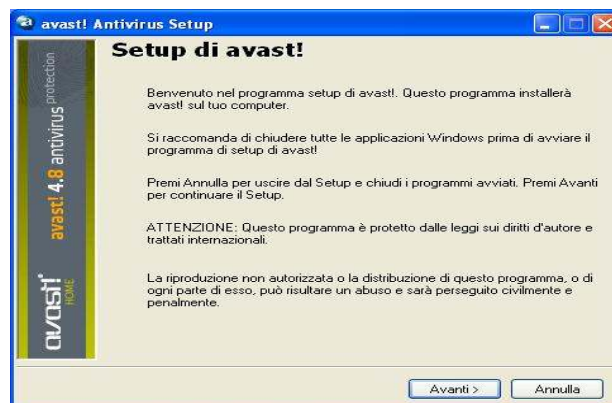 avast! Antivirus Setup
Setup di avast!
Benvenuto nel programma setup di avast!. Questo programma installerà
avast! sul tuo computer.
Si raccomanda di chiudere tutte le applicazioni Windows prima di avviare il
programma di setup di avast!
Premi Annulla per uscire dal Setup e chiudi i programmi avviati. Premi Avanti
per continuare il Setup.
ATTENZIONE: Questo programma è protetto dalle leggi sui diritti d'autore e
trattati internazionali.
La riproduzione non autorizzata o la distribuzione di questo programma, o di
ogni parte di esso, può risultare un abuso e sarà perseguito civilmente e
penalmente.
avast! 4.8 antivirus protection
avast!
HOME
Avanti >
Annulla